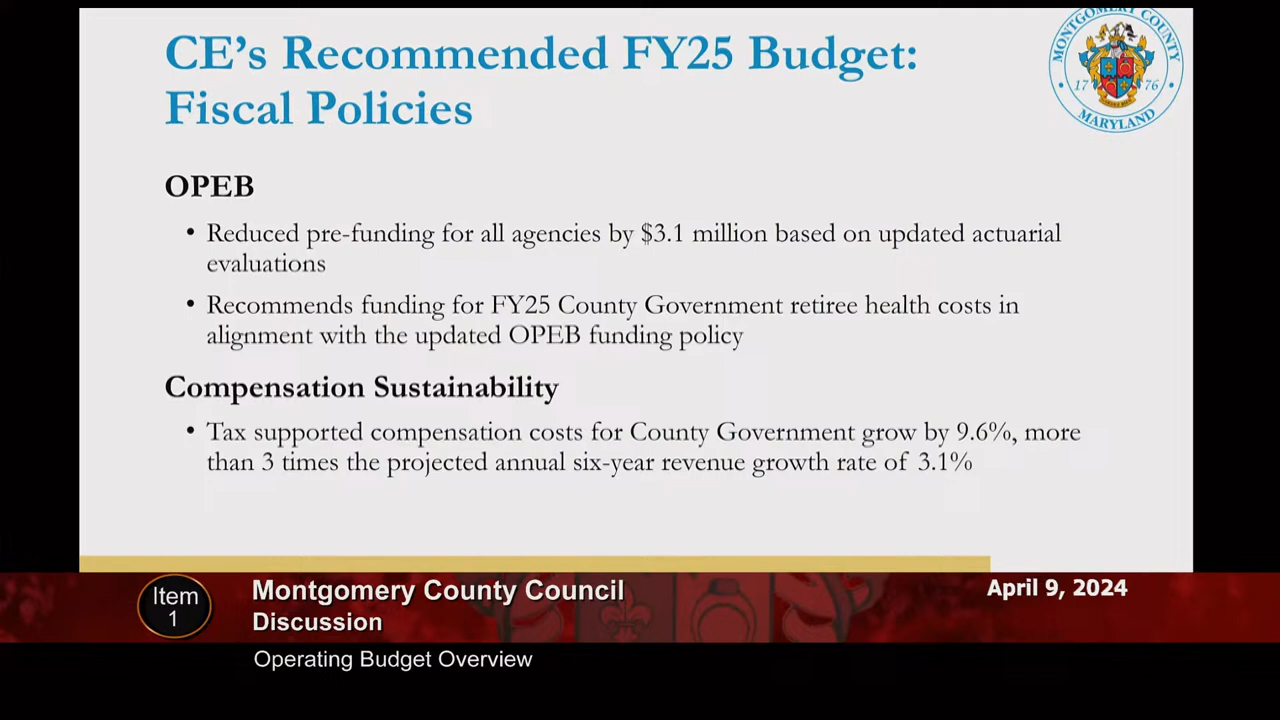 CE's Recommended FY25 Budget:
Fiscal Policies
MONTGOMERY COUNTY
17 76
MARYLAND
OPEB
• Reduced pre-funding for all agencies by $3.1 million based on updated actuarial
evaluations
• Recommends funding for FY25 County Government retiree health costs in
alignment with the updated OPEB funding policy
Compensation Sustainability
• Tax supported compensation costs for County Government grow by 9.6%, more
than 3 times the projected annual six-year revenue growth rate of 3.1%
Item
1
Montgomery County Council
Discussion
April 9, 2024
Operating Budget Overview